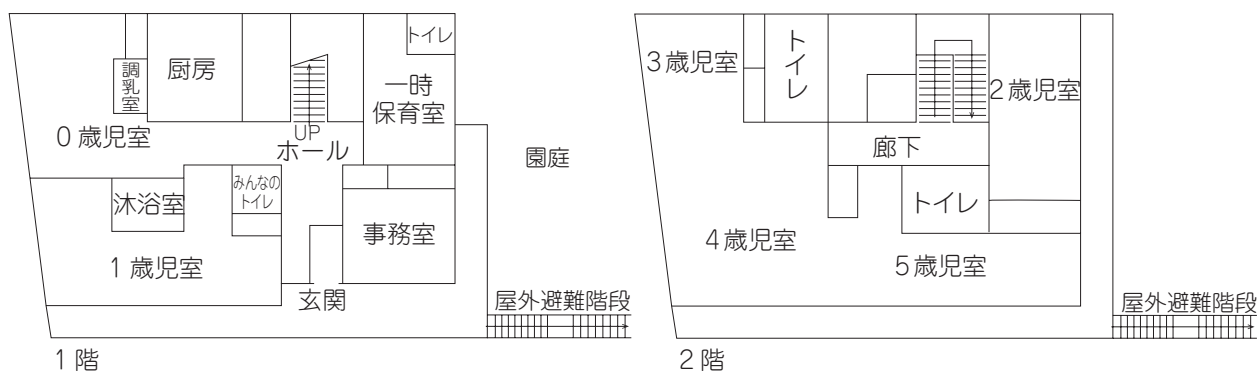 トイレ
調乳室
厨房
一時
保育室
0歳児室
UP
ホール
園庭
沐浴室
みんなの
トイレ
事務室
1歳児室
玄関
屋外避難階段
1階
3歳児室
トイレ
2歳児室
廊下
トイレ
4歳児室
5歳児室
屋外避難階段
2階